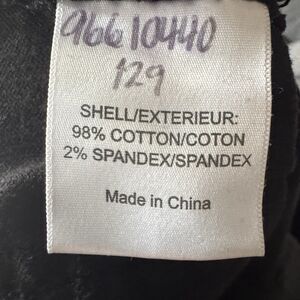 96610440
129
SHELL/EXTERIEUR:
98% COTTON/COTON
2% SPANDEX/SPANDEX
Made in China